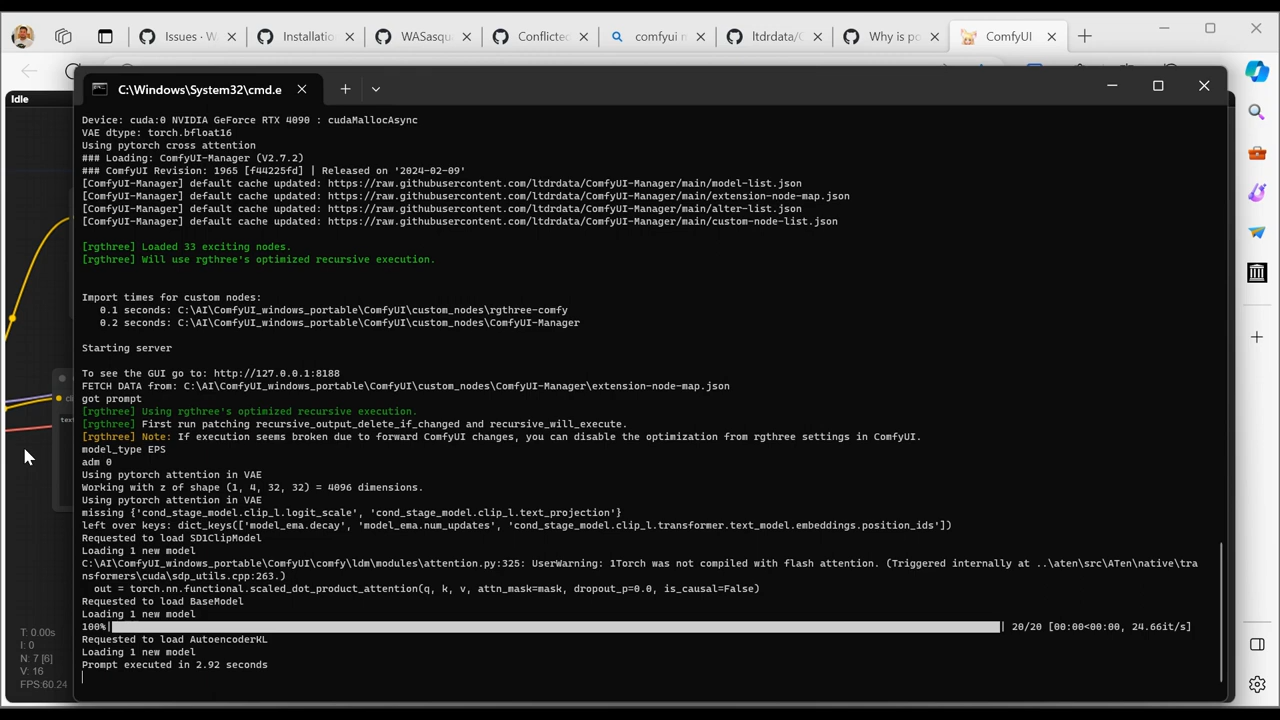 Issues · W
Installatio
WASasqu
Conflicted
comfyui m
ltdrdata/C
Why is po
ComfyUI
Idle
C:\Windows\System32\cmd.e
Device: cuda:0 NVIDIA GeForce RTX 4090 : cudaMallocAsync
VAE dtype: torch.bfloat16
Using pytorch cross attention
### Loading: ComfyUI-Manager (V2.7.2)
### ComfyUI Revision: 1965 [f44225fd] | Released on '2024-02-09'
[ComfyUI-Manager] default cache updated: https://raw.githubusercontent.com/ltdrdata/ComfyUI-Manager/main/model-list.json
[ComfyUI-Manager] default cache updated: https://raw.githubusercontent.com/ltdrdata/ComfyUI-Manager/main/extension-node-map.json
[ComfyUI-Manager] default cache updated: https://raw.githubusercontent.com/ltdrdata/ComfyUI-Manager/main/alter-list.json
[ComfyUI-Manager] default cache updated: https://raw.githubusercontent.com/ltdrdata/ComfyUI-Manager/main/custom-node-list.json
[rgthree] Loaded 33 exciting nodes.
[rgthree] Will use rgthree's optimized recursive execution.
Import times for custom nodes:
0.1 seconds: C:\AI\ComfyUI_windows_portable\ComfyUI\custom_nodes\rgthree-comfy
0.2 seconds: C:\AI\ComfyUI_windows_portable\ComfyUI\custom_nodes\ComfyUI-Manager
Starting server
To see the GUI go to: http://127.0.0.1:8188
FETCH DATA from: C:\AI\ComfyUI_windows_portable\ComfyUI\custom_nodes\ComfyUI-Manager\extension-node-map.json
got prompt
[rgthree] Using rgthree's optimized recursive execution.
[rgthree] First run patching recursive_output_delete_if_changed and recursive_will_execute.
[rgthree] Note: If execution seems broken due to forward ComfyUI changes, you can disable the optimization from rgthree settings in ComfyUI.
model_type EPS
adm 0
Using pytorch attention in VAE
Working with z of shape (1, 4, 32, 32) = 4096 dimensions.
Using pytorch attention in VAE
missing {'cond_stage_model.clip_l.logit_scale', 'cond_stage_model.clip_l.text_projection'}
left over keys: dict_keys(['model_ema.decay', 'model_ema.num_updates', 'cond_stage_model.clip_l.transformer.text_model.embeddings.position_ids'])
Requested to load SD1ClipModel
Loading 1 new model
C:\AI\ComfyUI_windows_portable\ComfyUI\comfy\ldm\modules\attention.py:325: UserWarning: 1Torch was not compiled with flash attention. (Triggered internally at ..\aten\src\ATen\native\tra
nsformers\cuda\sdp_utils.cpp:263.)
out = torch.nn.functional.scaled_dot_product_attention(q, k, v, attn_mask=mask, dropout_p=0.0, is_causal=False)
Requested to load BaseModel
Loading 1 new model
100%| | 20/20 [00:00<00:00, 24.66it/s]
Requested to load AutoencoderKL
Loading 1 new model
Prompt executed in 2.92 seconds
cli
text
T: 0.00s
I: 0
N: 7 [6]
V: 16
FPS:60.24